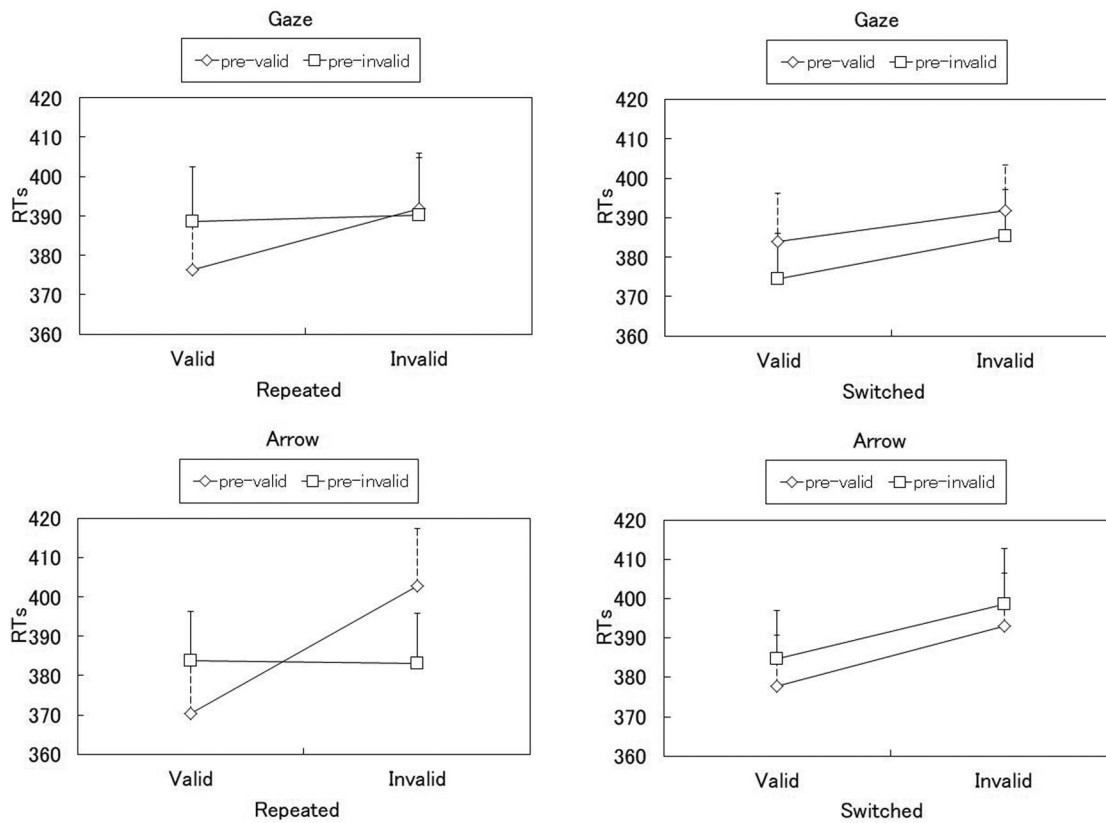 Gaze
pre-valid pre-invalid
420
410
400
390
380
370
360
RTs
Valid Invalid
Repeated
Gaze
pre-valid pre-invalid
420
410
400
390
380
370
360
RTs
Valid Invalid
Switched
Arrow
pre-valid pre-invalid
420
410
400
390
380
370
360
RTs
Valid Invalid
Repeated
Arrow
pre-valid pre-invalid
420
410
400
390
380
370
360
RTs
Valid Invalid
Switched